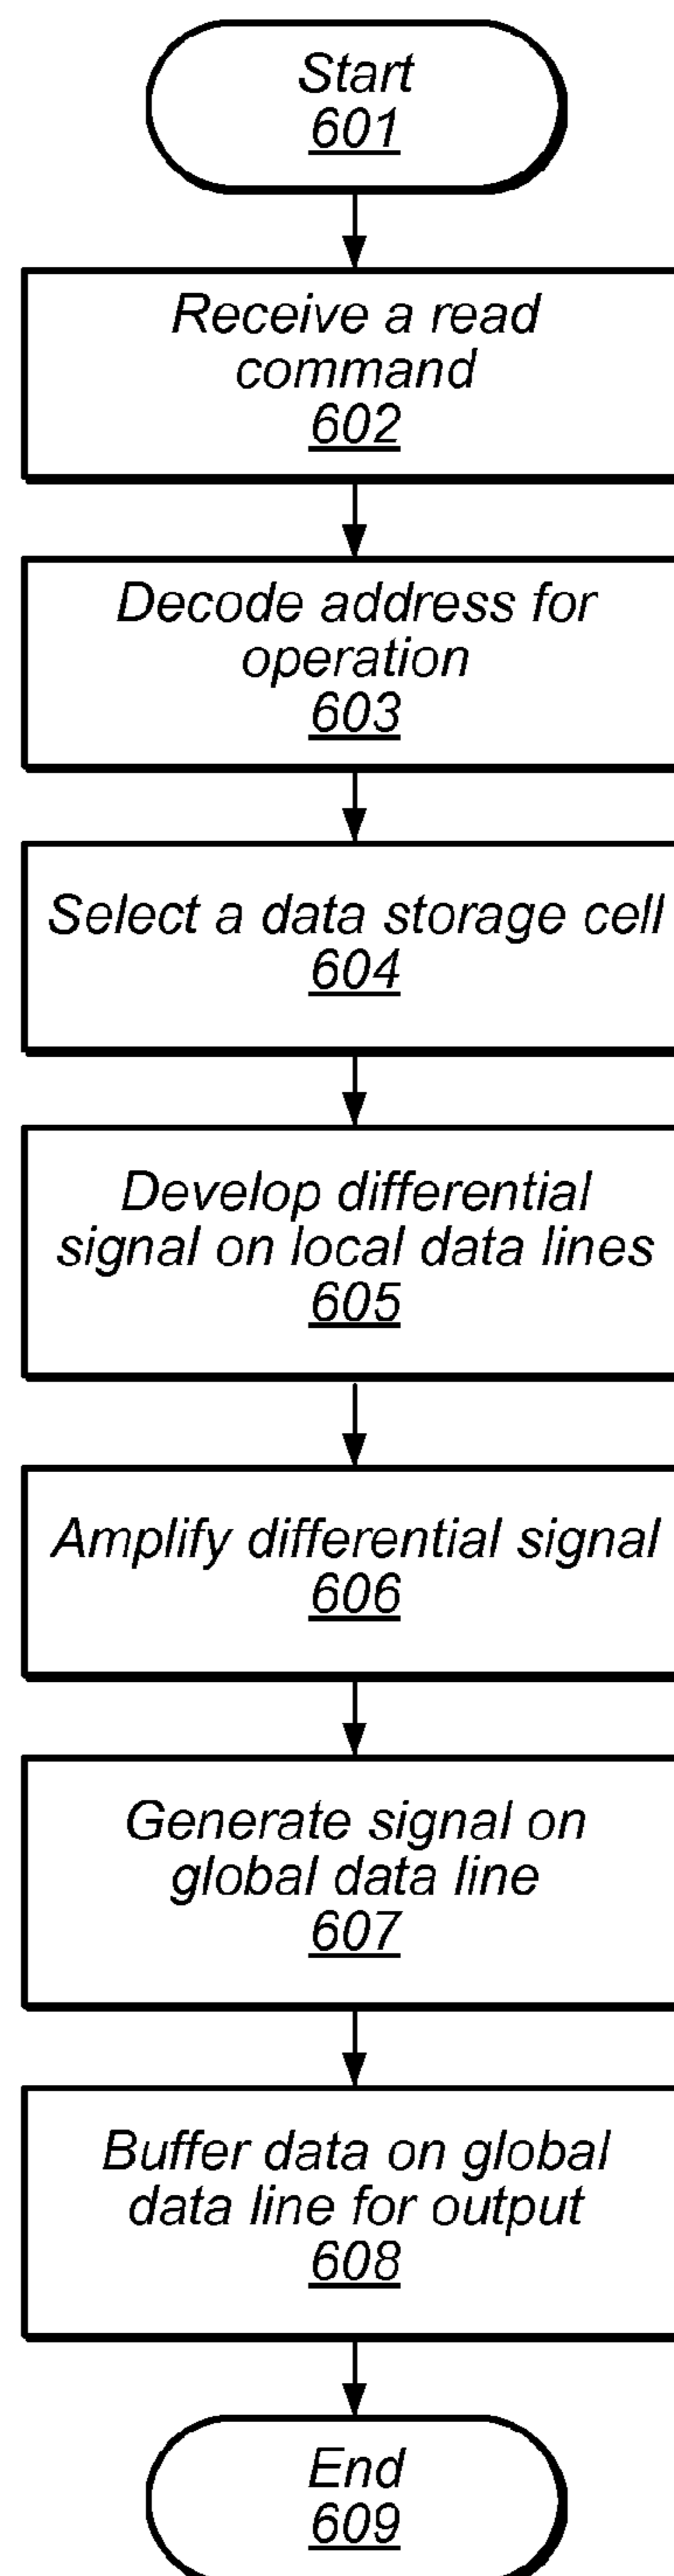 Start
601
Receive a read
command
602
Decode address for
operation
603
Select a data storage cell
604
Develop differential
signal on local data lines
605
Amplify differential signal
606
Generate signal on
global data line
607
Buffer data on global
data line for output
608
End
609